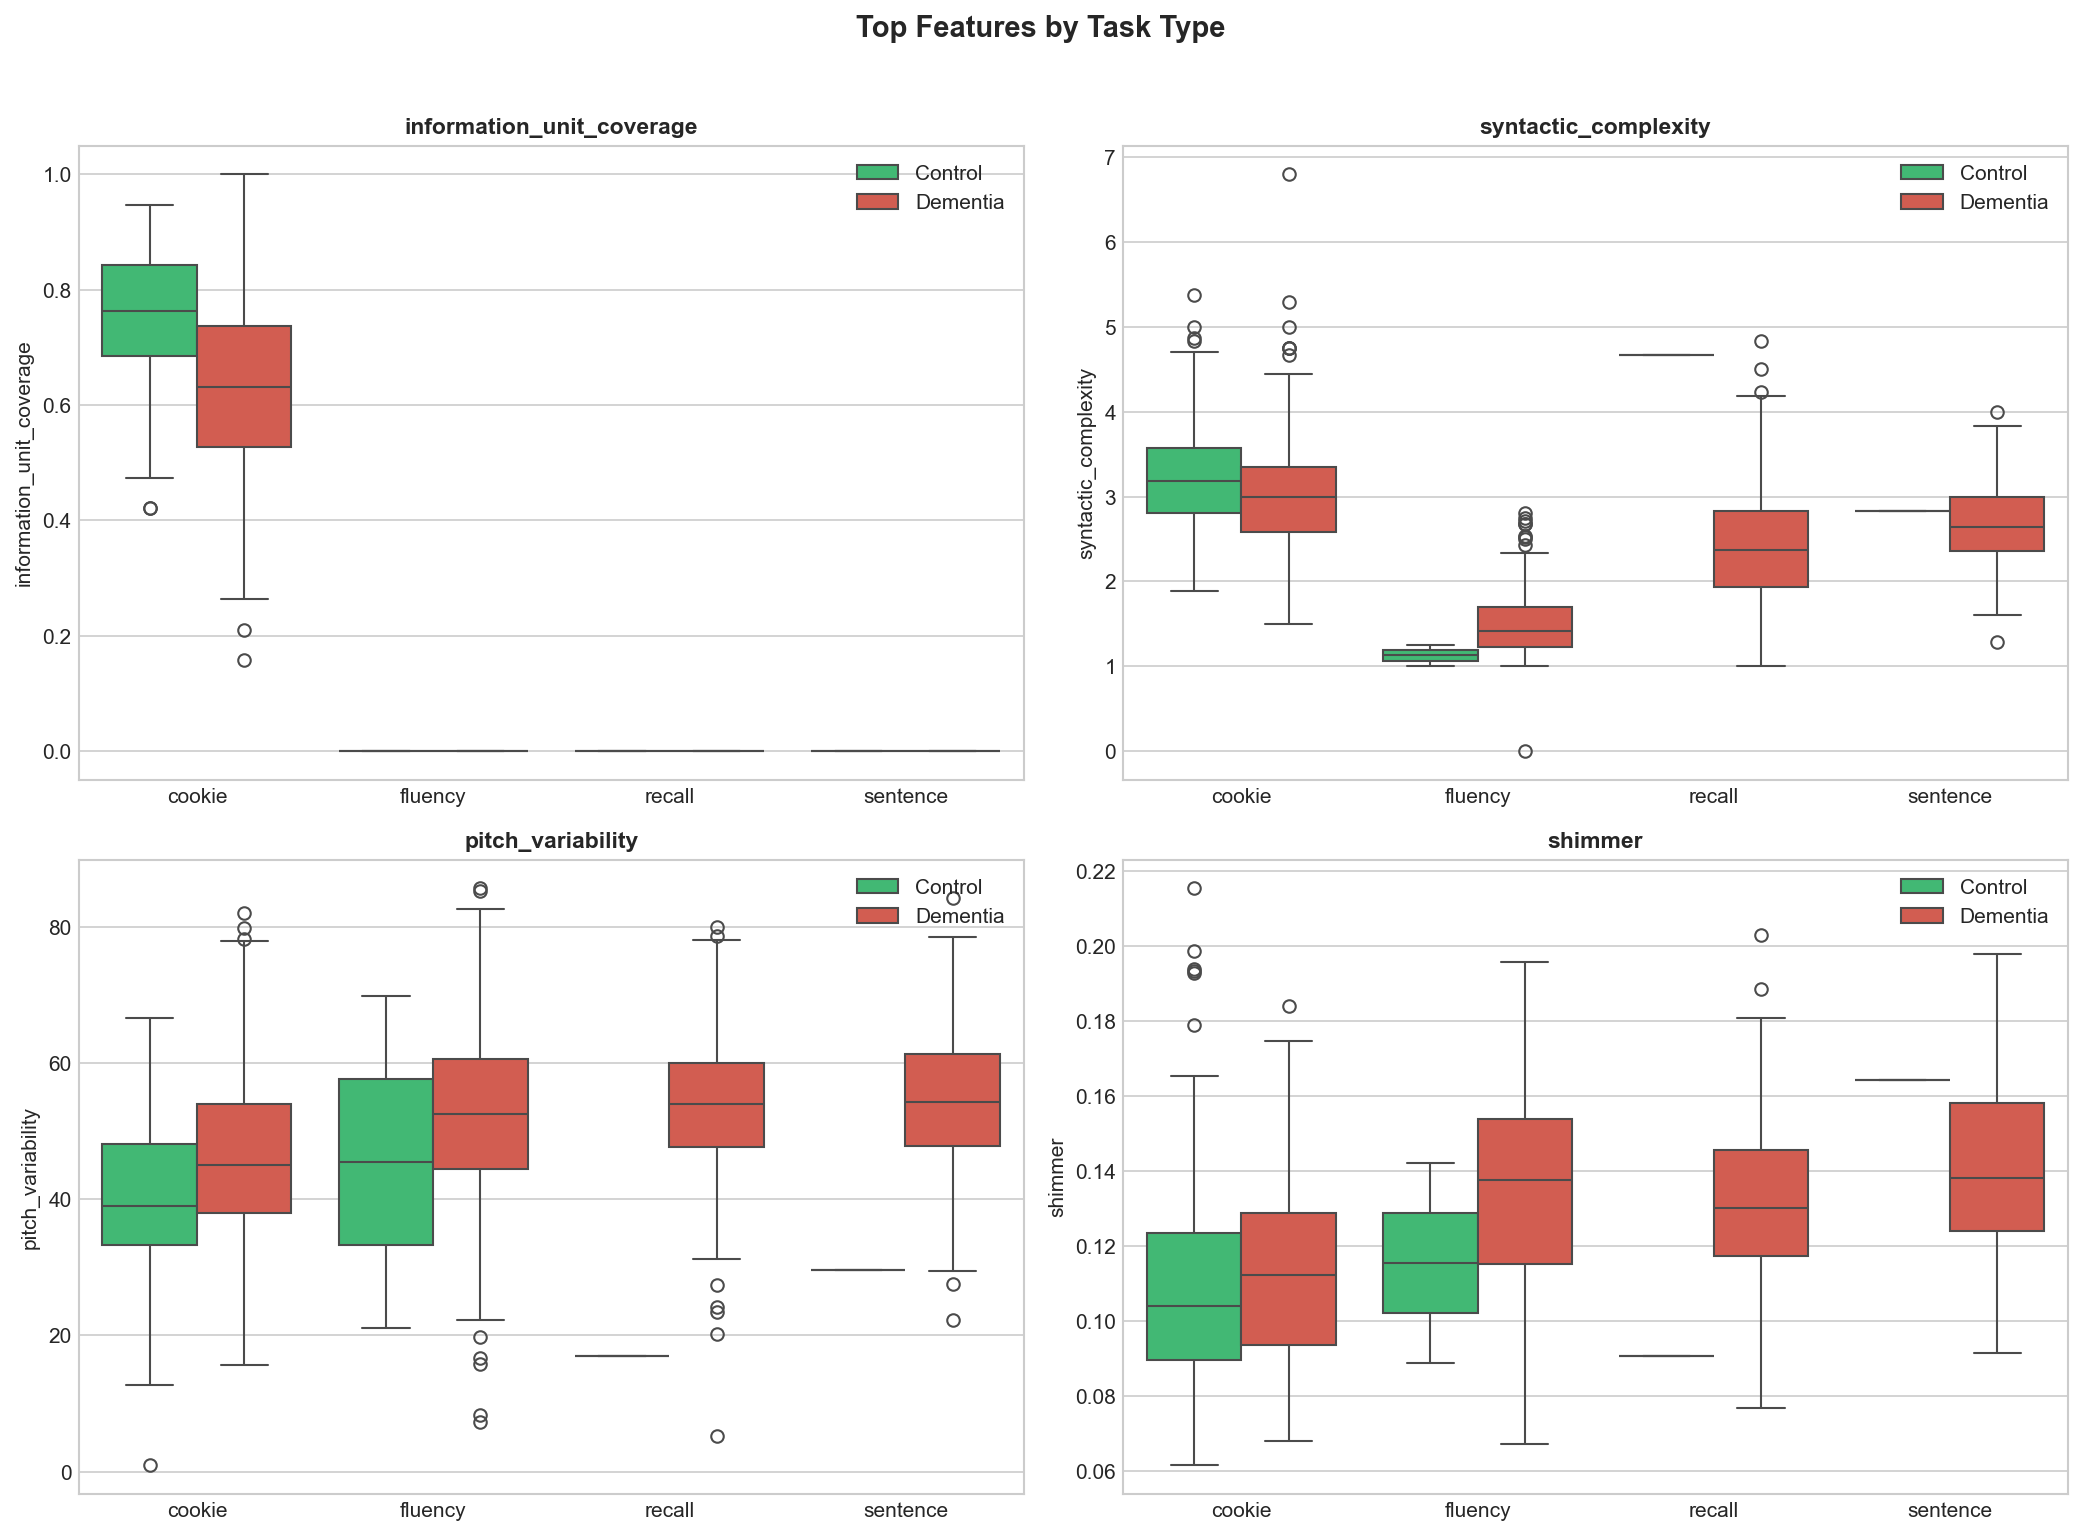 Top Features by Task Type
information_unit_coverage
Control
Dementia
information_unit_coverage
1.0
0.8
0.6
0.4
0.2
0.0
cookie fluency recall sentence
syntactic_complexity
Control
Dementia
syntactic_complexity
7
6
5
4
3
2
1
0
cookie fluency recall sentence
pitch_variability
Control
Dementia
pitch_variability
80
60
40
20
0
cookie fluency recall sentence
shimmer
Control
Dementia
shimmer
0.22
0.20
0.18
0.16
0.14
0.12
0.10
0.08
0.06
cookie fluency recall sentence